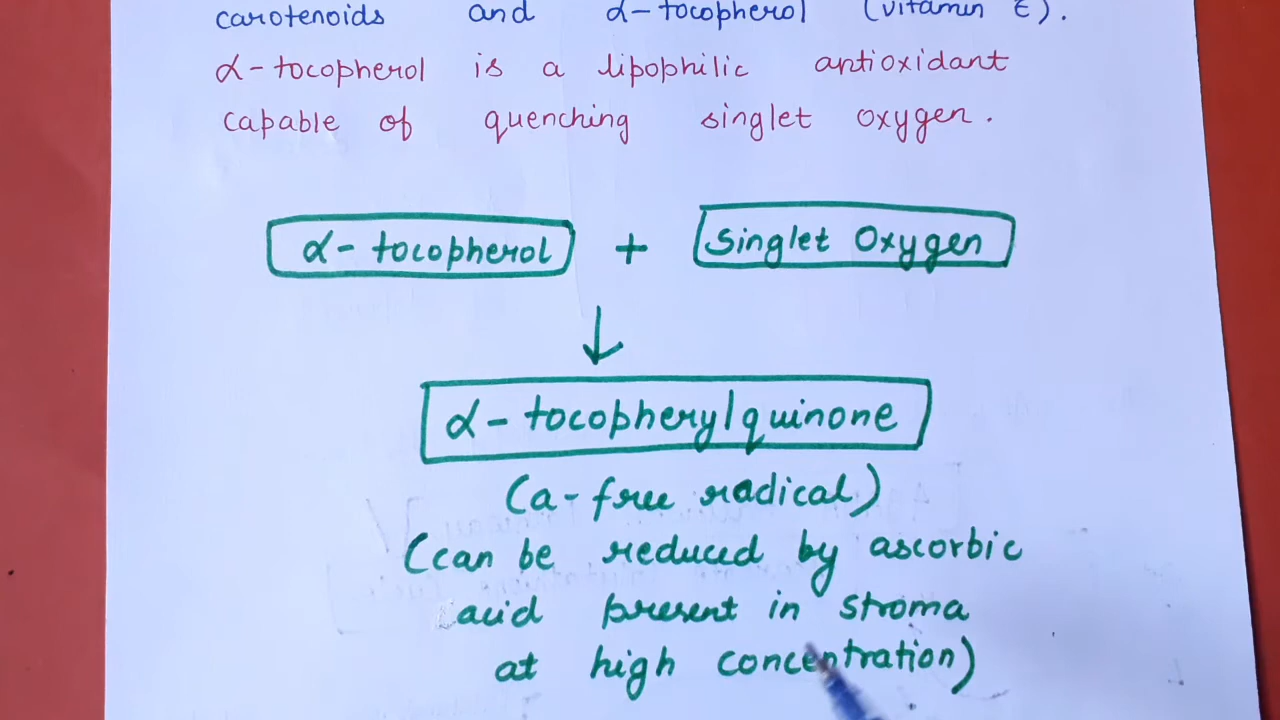 carotenoids and α-tocopherol (vitamin E).
α-tocopherol is a lipophilic antioxidant
capable of quenching singlet oxygen.
α-tocopherol + Singlet Oxygen
↓
α-tocopherylquinone
(a-free radical)
(can be reduced by ascorbic
acid present in stroma
at high concentration)